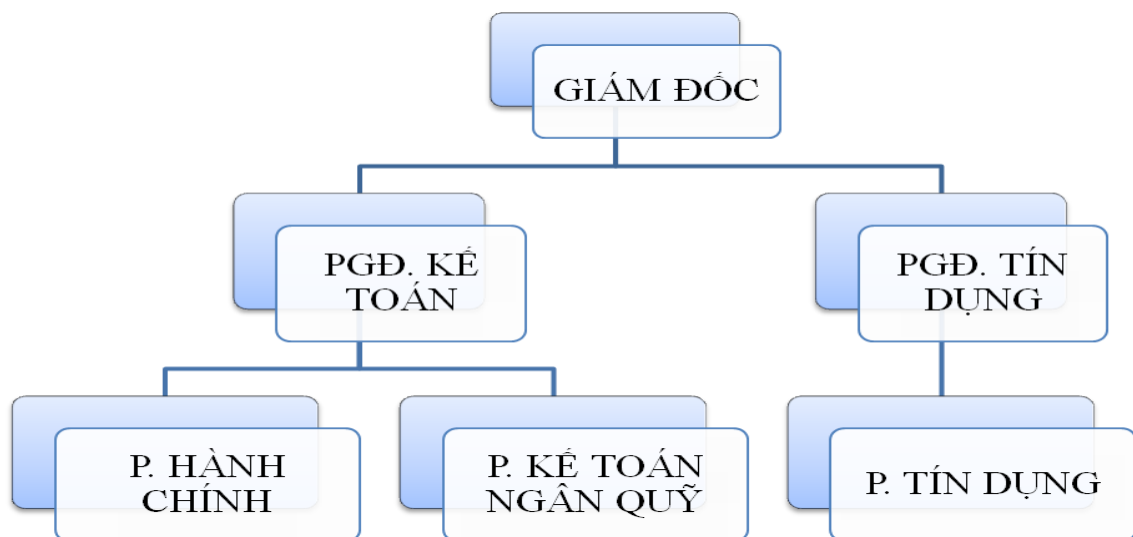 GIÁM ĐỐC
PGĐ. KẾ
TOÁN
PGĐ. TÍN
DỤNG
P. HÀNH
CHÍNH
P. KẾ TOÁN
NGÂN QUỸ
P. TÍN DỤNG